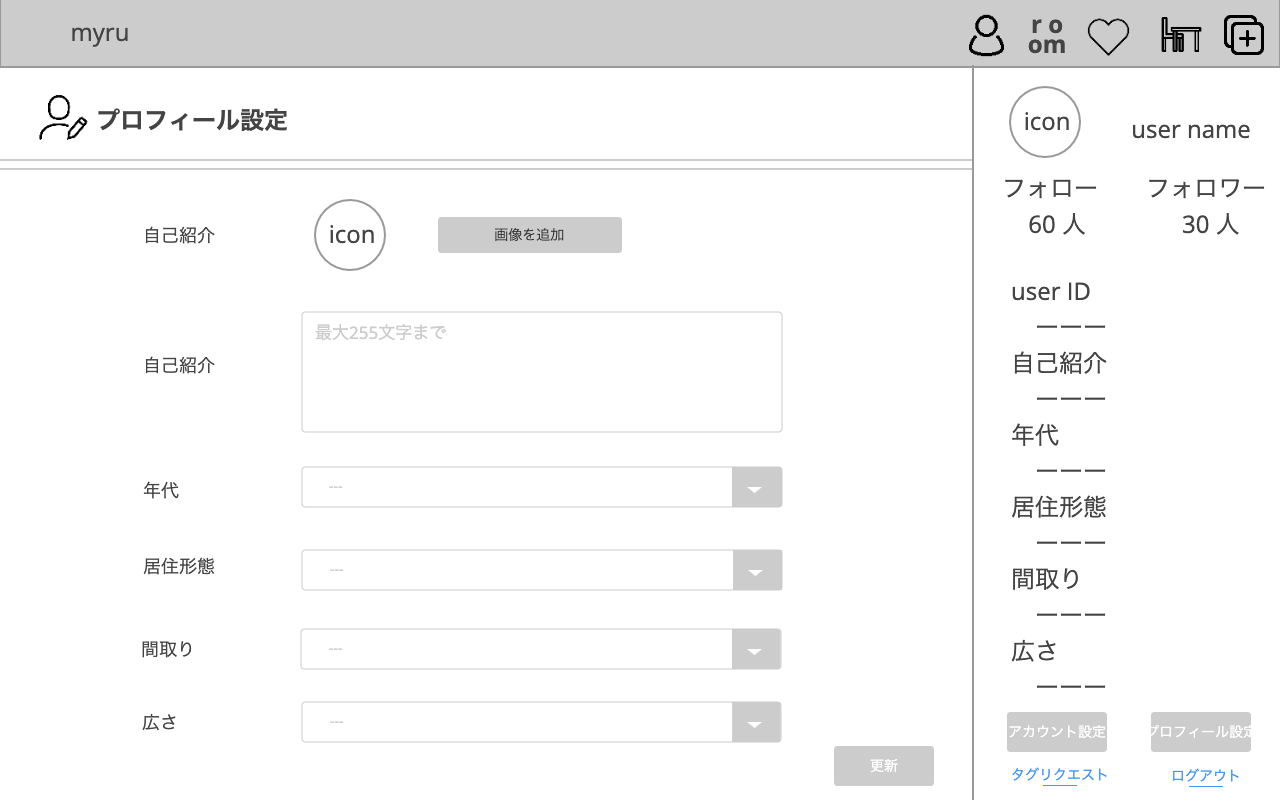 myru
r o
om
プロフィール設定
自己紹介
icon
画像を追加
自己紹介
最大255文字まで
年代
---
居住形態
---
間取り
---
広さ
---
更新
icon
user name
フォロー
フォロワー
60 人
30 人
user ID
ーーー
自己紹介
ーーー
年代
ーーー
居住形態
ーーー
間取り
ーーー
広さ
ーーー
アカウント設定
プロフィール設定
タグリクエスト
ログアウト